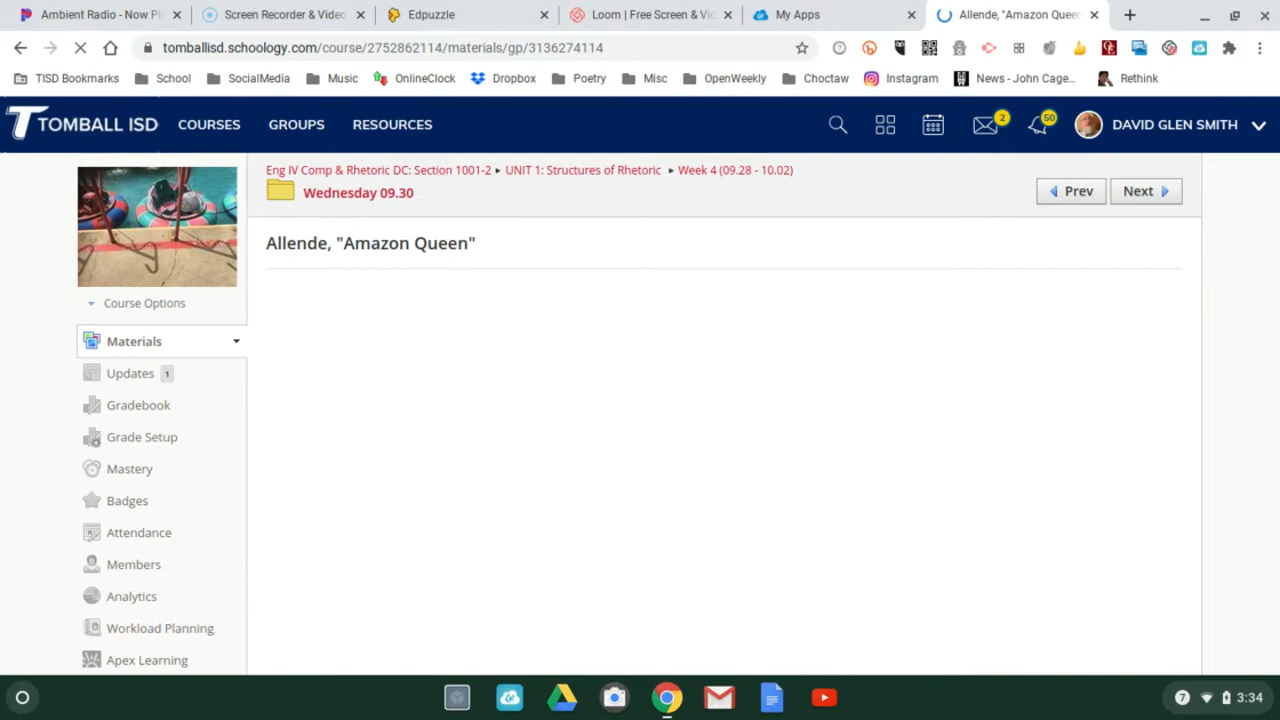 Ambient Radio - Now Pl
Screen Recorder & Video
Edpuzzle
Loom | Free Screen & Vi
My Apps
Allende, "Amazon Queen
tomballisd.schoology.com/course/2752862114/materials/gp/3136274114
TISD Bookmarks School SocialMedia Music OnlineClock Dropbox Poetry Misc OpenWeekly Choctaw Instagram News - John Cage... Rethink
TOMBALL ISD COURSES GROUPS RESOURCES 2 50 DAVID GLEN SMITH
Eng IV Comp & Rhetoric DC: Section 1001-2 ▸ UNIT 1: Structures of Rhetoric ▸ Week 4 (09.28 - 10.02)
Wednesday 09.30
Prev Next
Allende, "Amazon Queen"
Course Options
Materials
Updates 1
Gradebook
Grade Setup
Mastery
Badges
Attendance
Members
Analytics
Workload Planning
Apex Learning
7 3:34